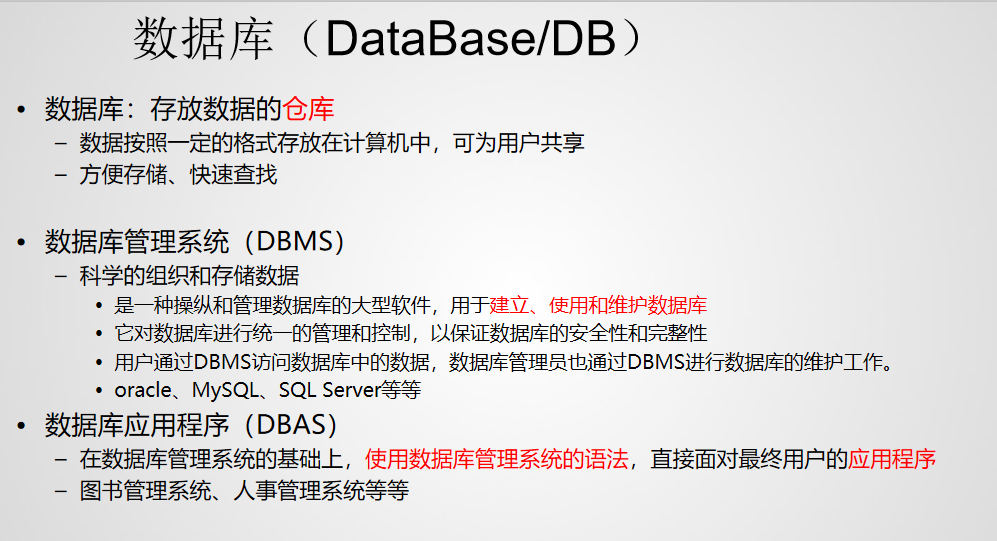 数据库（DataBase/DB）
• 数据库：存放数据的仓库
– 数据按照一定的格式存放在计算机中，可为用户共享
– 方便存储、快速查找
• 数据库管理系统（DBMS）
– 科学的组织和存储数据
• 是一种操纵和管理数据库的大型软件，用于建立、使用和维护数据库
• 它对数据库进行统一的管理和控制，以保证数据库的安全性和完整性
• 用户通过DBMS访问数据库中的数据，数据库管理员也通过DBMS进行数据库的维护工作。
• oracle、MySQL、SQL Server等等
• 数据库应用程序（DBAS）
– 在数据库管理系统的基础上，使用数据库管理系统的语法，直接面对最终用户的应用程序
– 图书管理系统、人事管理系统等等